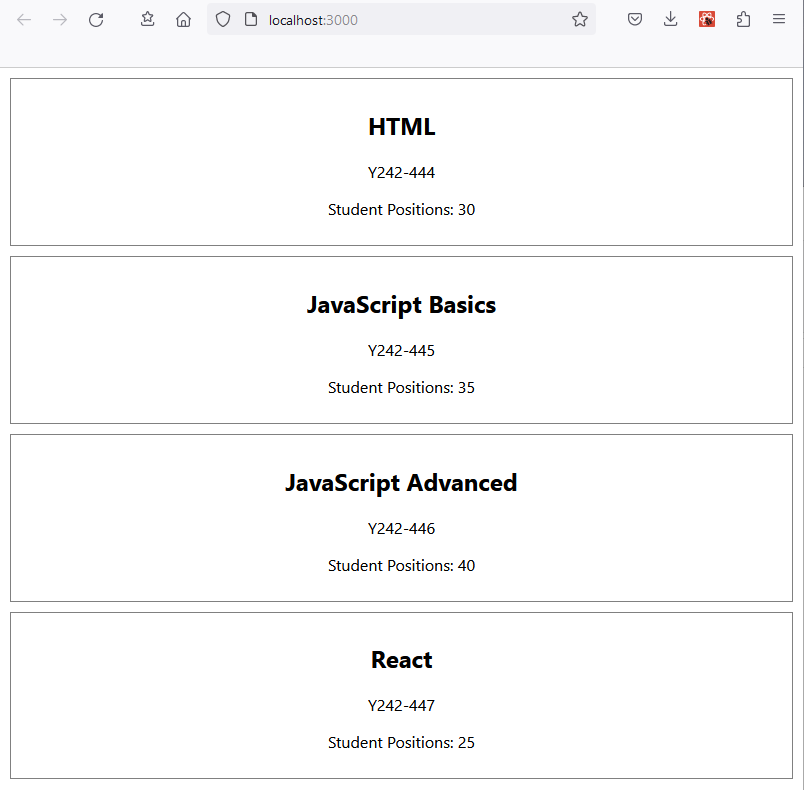 localhost:3000
HTML
Y242-444
Student Positions: 30
JavaScript Basics
Y242-445
Student Positions: 35
JavaScript Advanced
Y242-446
Student Positions: 40
React
Y242-447
Student Positions: 25